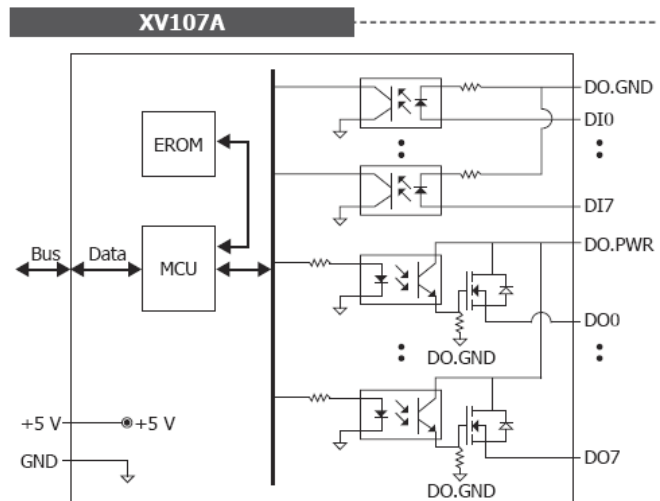 XV107A
DO.GND
DI0
EROM
DI7
DO.PWR
Bus
Data
MCU
DO0
DO.GND
+5 V
+5 V
GND
DO7
DO.GND